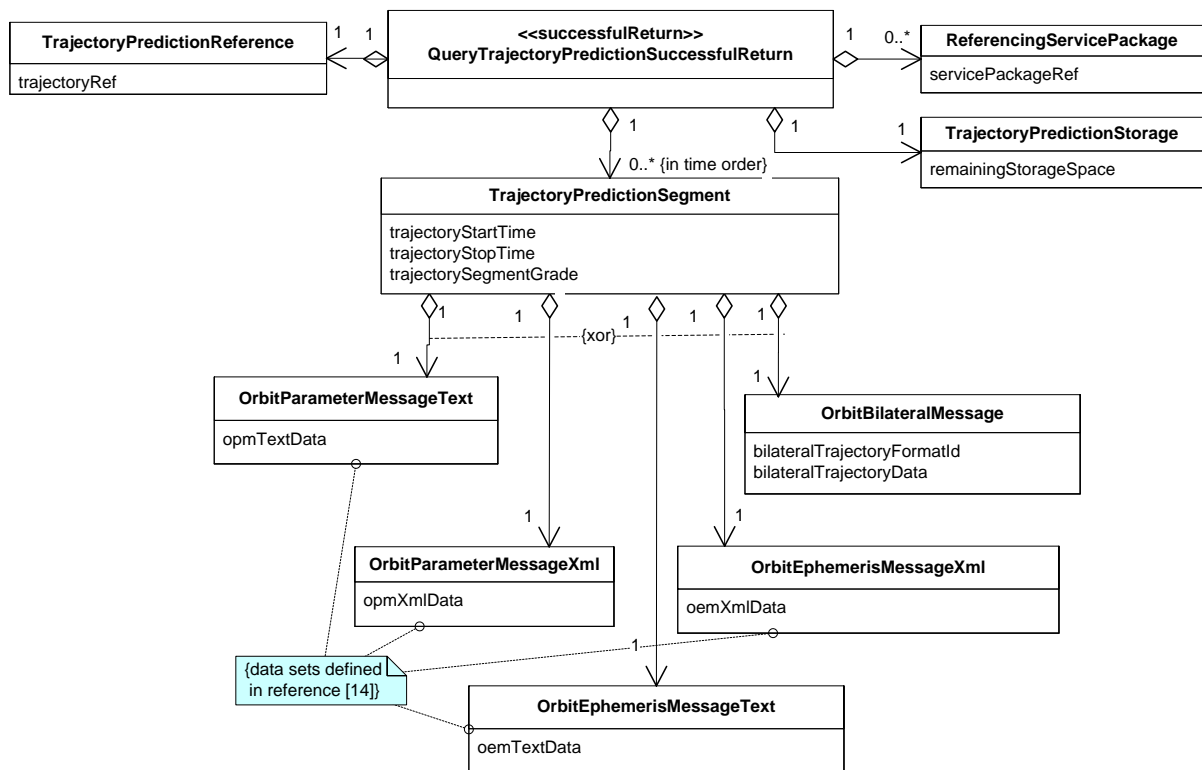 TrajectoryPredictionReference
trajectoryRef
1
1
<<successfulReturn>>
QueryTrajectoryPredictionSuccessfulReturn
1
0..*
ReferencingServicePackage
servicePackageRef
1
1
1
TrajectoryPredictionStorage
remainingStorageSpace
0..* {in time order}
TrajectoryPredictionSegment
trajectoryStartTime
trajectoryStopTime
trajectorySegmentGrade
1
1
1
1
1
{xor}
1
1
OrbitParameterMessageText
opmTextData
OrbitBilateralMessage
bilateralTrajectoryFormatId
bilateralTrajectoryData
1
1
OrbitParameterMessageXml
opmXmlData
OrbitEphemerisMessageXml
oemXmlData
1
{data sets defined
in reference [14]}
OrbitEphemerisMessageText
oemTextData